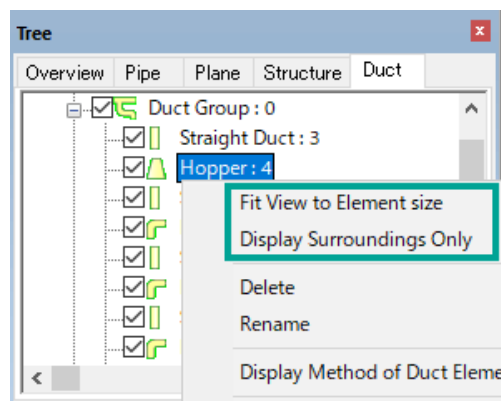 Tree
Overview Pipe Plane Structure Duct
Duct Group : 0
Straight Duct : 3
Hopper : 4
Fit View to Element size
Display Surroundings Only
Delete
Rename
Display Method of Duct Eleme